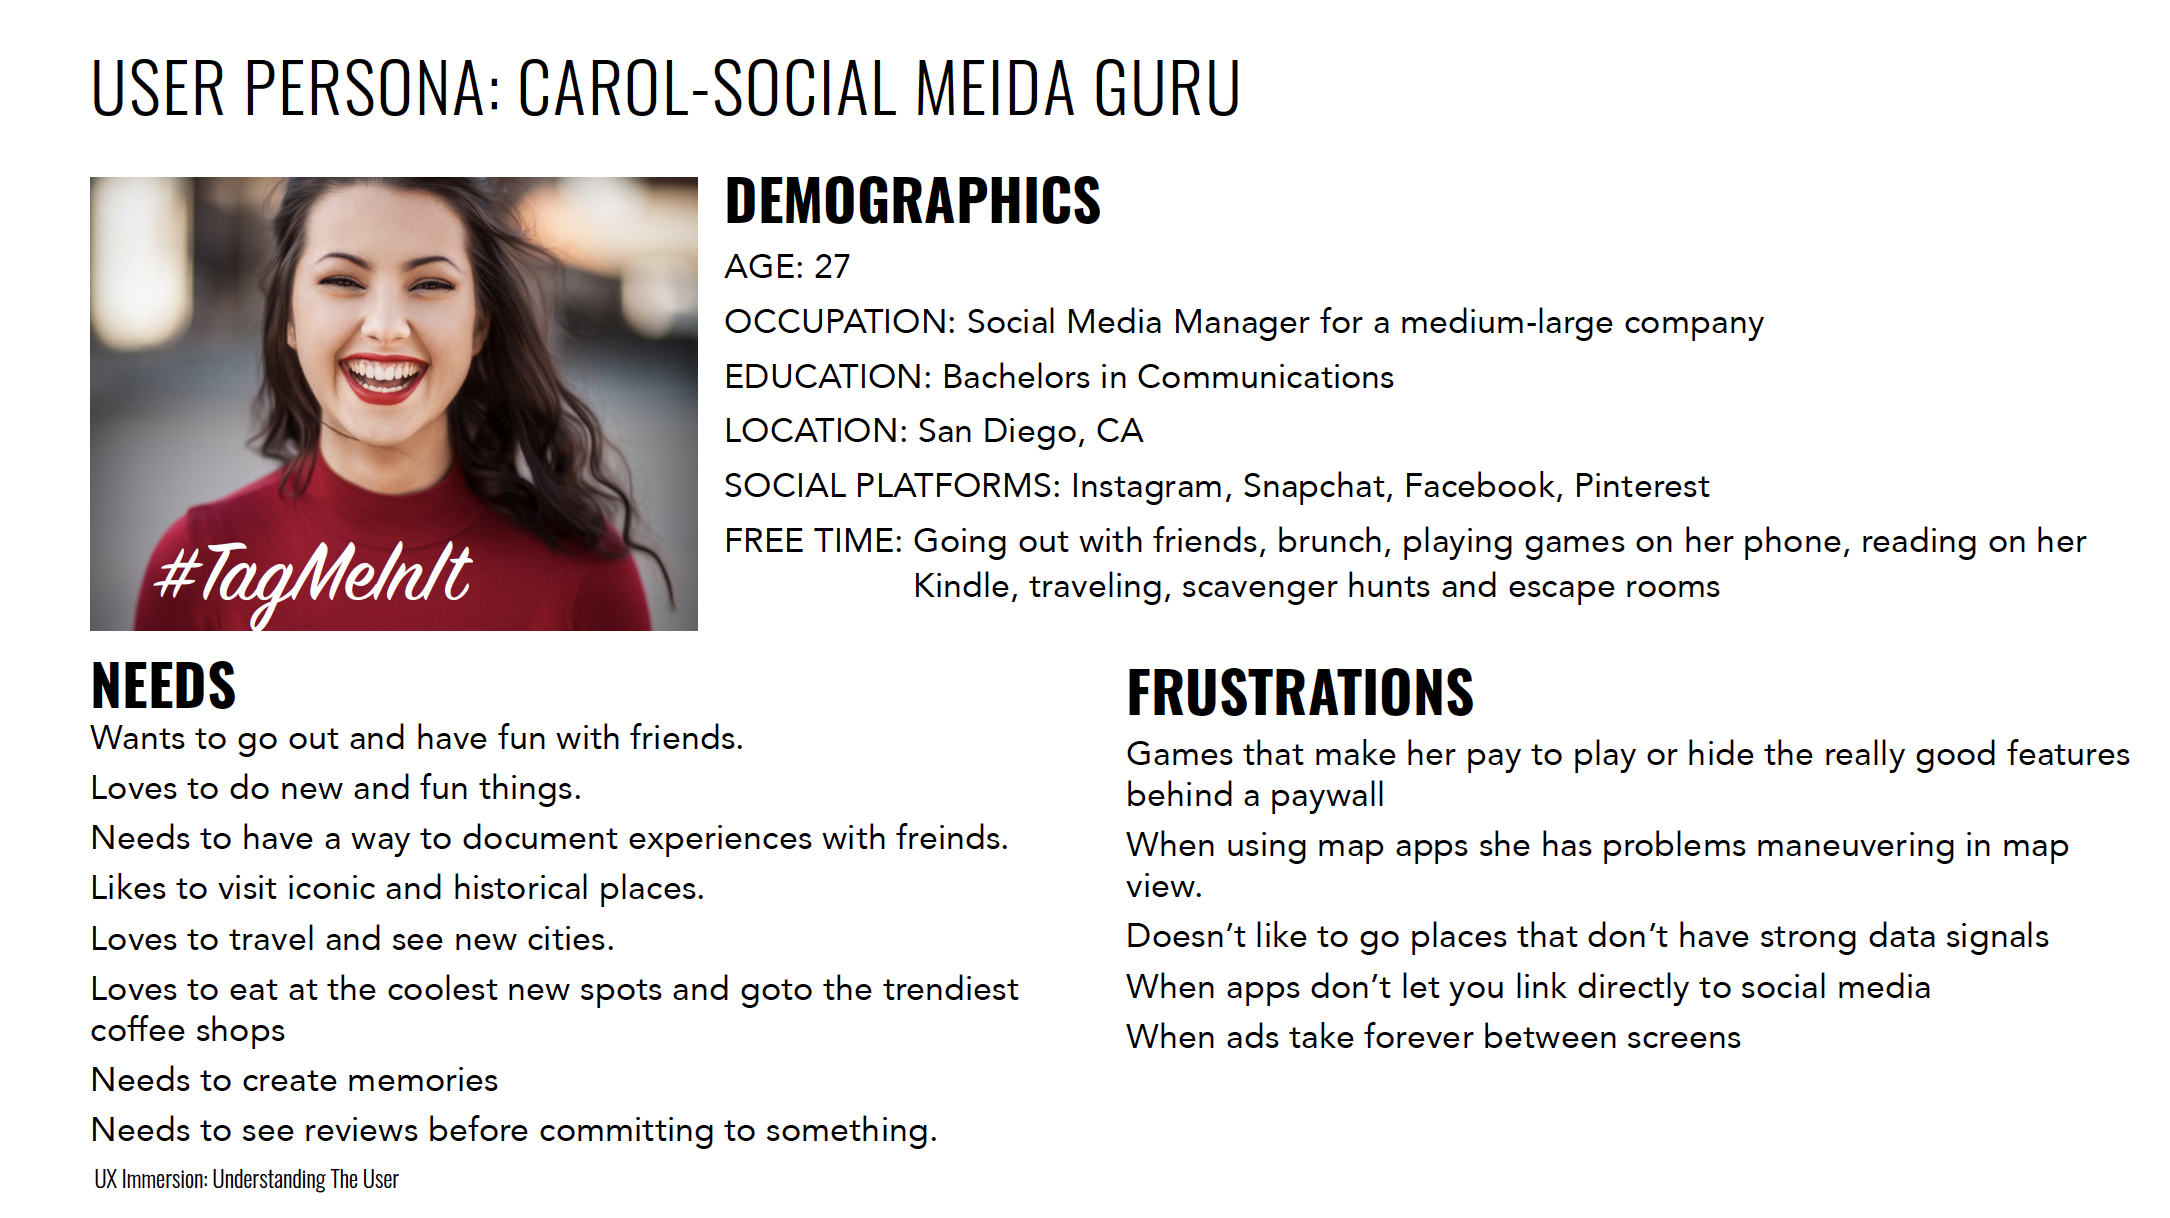 USER PERSONA: CAROL-SOCIAL MEIDA GURU
#TagMeInIt
DEMOGRAPHICS
AGE: 27
OCCUPATION: Social Media Manager for a medium-large company
EDUCATION: Bachelors in Communications
LOCATION: San Diego, CA
SOCIAL PLATFORMS: Instagram, Snapchat, Facebook, Pinterest
FREE TIME: Going out with friends, brunch, playing games on her phone, reading on her
Kindle, traveling, scavenger hunts and escape rooms
NEEDS
Wants to go out and have fun with friends.
Loves to do new and fun things.
Needs to have a way to document experiences with freinds.
Likes to visit iconic and historical places.
Loves to travel and see new cities.
Loves to eat at the coolest new spots and goto the trendiest
coffee shops
Needs to create memories
Needs to see reviews before committing to something.
FRUSTRATIONS
Games that make her pay to play or hide the really good features
behind a paywall
When using map apps she has problems maneuvering in map
view.
Doesn’t like to go places that don’t have strong data signals
When apps don’t let you link directly to social media
When ads take forever between screens
UX Immersion: Understanding The User